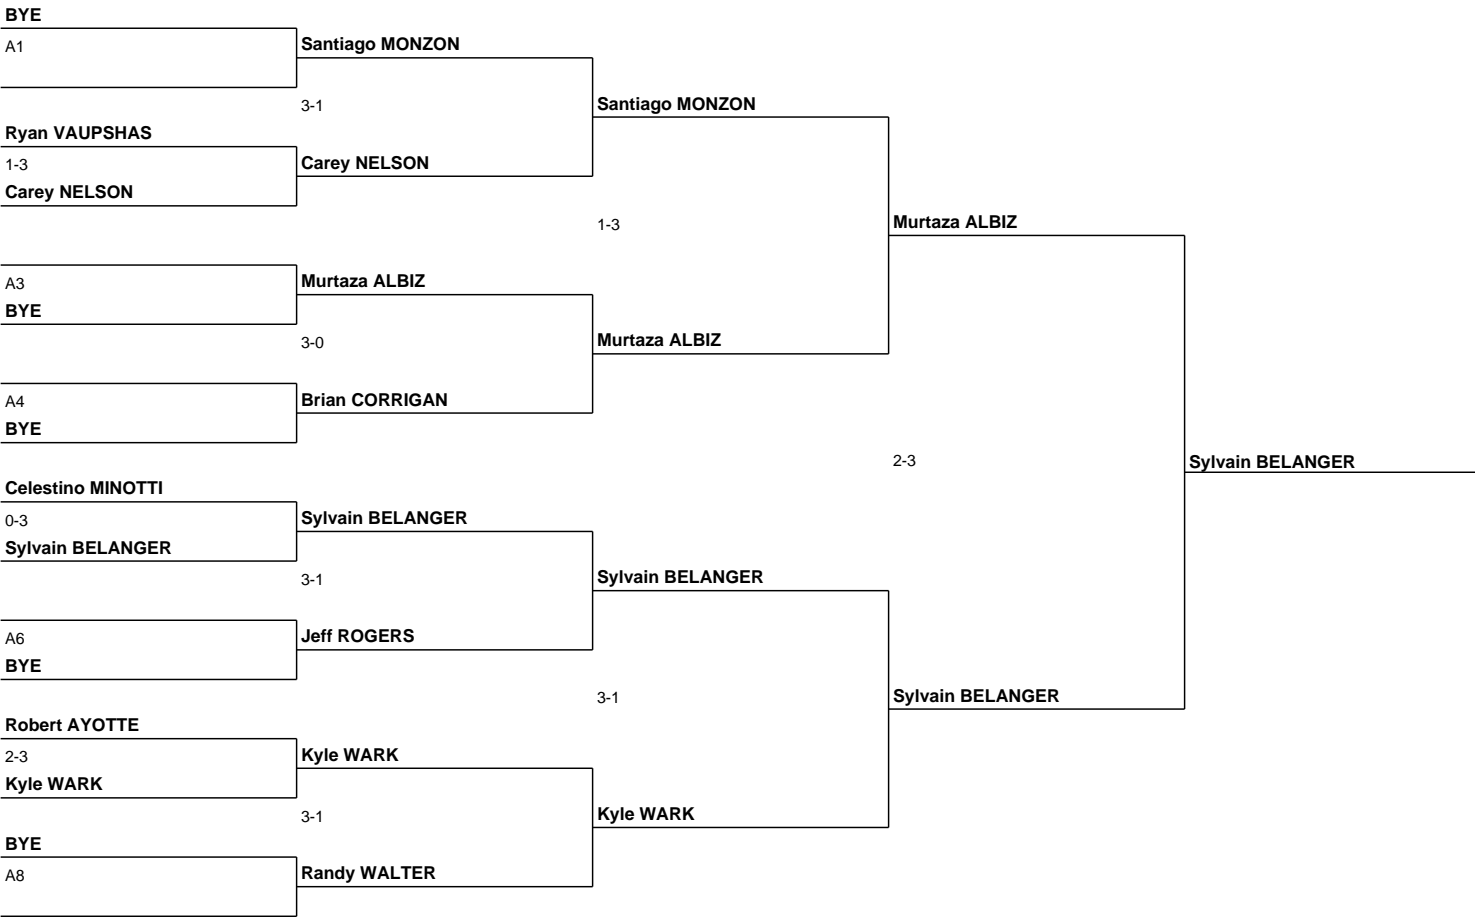 BYE
A1
Santiago MONZON
3-1
Santiago MONZON
Ryan VAUPSHAS
1-3
Carey NELSON
Carey NELSON
1-3
Murtaza ALBIZ
A3
BYE
Murtaza ALBIZ
3-0
Murtaza ALBIZ
A4
BYE
Brian CORRIGAN
2-3
Sylvain BELANGER
Celestino MINOTTI
0-3
Sylvain BELANGER
Sylvain BELANGER
3-1
Sylvain BELANGER
A6
BYE
Jeff ROGERS
3-1
Sylvain BELANGER
Robert AYOTTE
2-3
Kyle WARK
Kyle WARK
3-1
Kyle WARK
BYE
A8
Randy WALTER